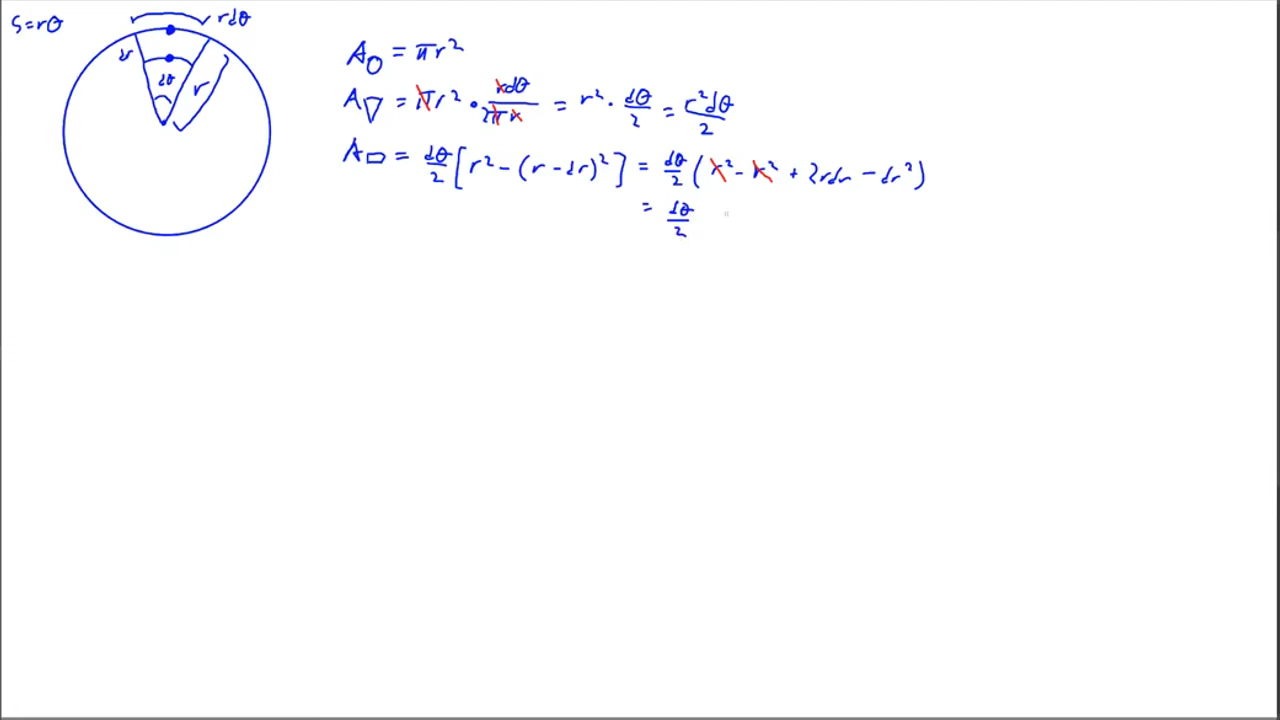 S=rθ
rdθ
dr
dθ
r
A○ = πr²
A▽ = πr² · rdθ/2πr = r² · dθ/2 = r²dθ/2
A▭ = dθ/2 [r² - (r - dr)²] = dθ/2 (r² - r² + 2rdr - dr²)
= dθ/2